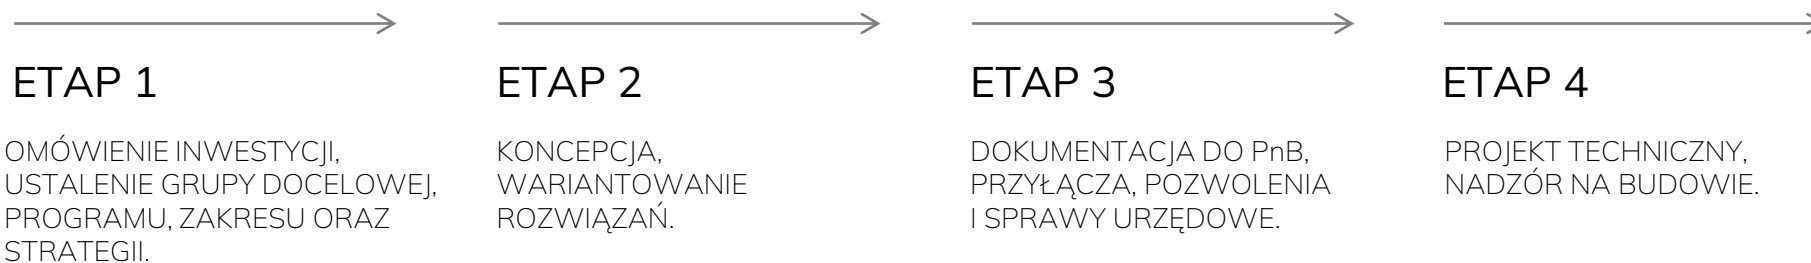 ETAP 1
OMÓWIENIE INWESTYCJI,
USTALENIE GRUPY DOCELOWEJ,
PROGRAMU, ZAKRESU ORAZ
STRATEGII.
ETAP 2
KONCEPCJA,
WARIANTOWANIE
ROZWIĄZAŃ.
ETAP 3
DOKUMENTACJA DO PnB,
PRZYŁĄCZA, POZWOLENIA
I SPRAWY URZĘDOWE.
ETAP 4
PROJEKT TECHNICZNY,
NADZÓR NA BUDOWIE.